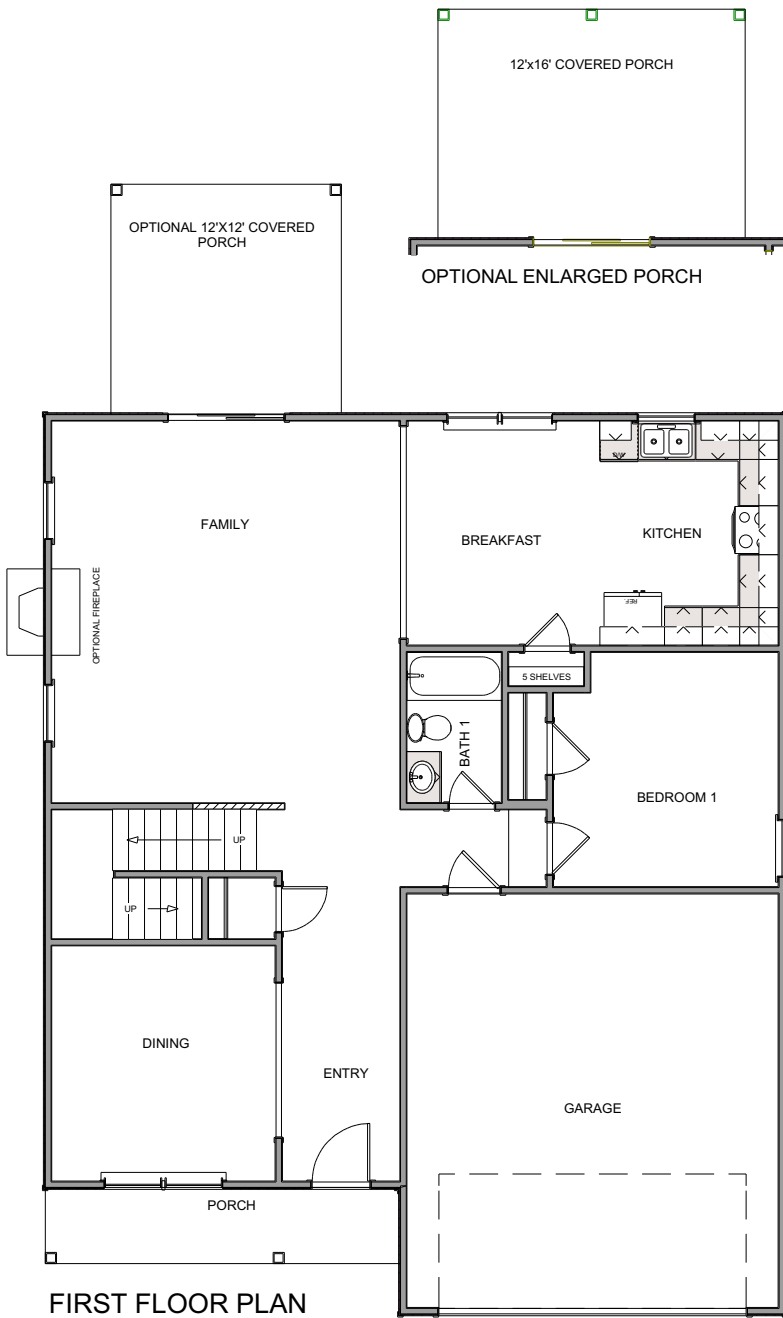 12'x16' COVERED PORCH
OPTIONAL 12'X12' COVERED
PORCH
OPTIONAL ENLARGED PORCH
FAMILY
BREAKFAST
KITCHEN
DW
REF.
OPTIONAL FIREPLACE
5 SHELVES
BATH 1
BEDROOM 1
UP
UP
DINING
ENTRY
GARAGE
PORCH
FIRST FLOOR PLAN